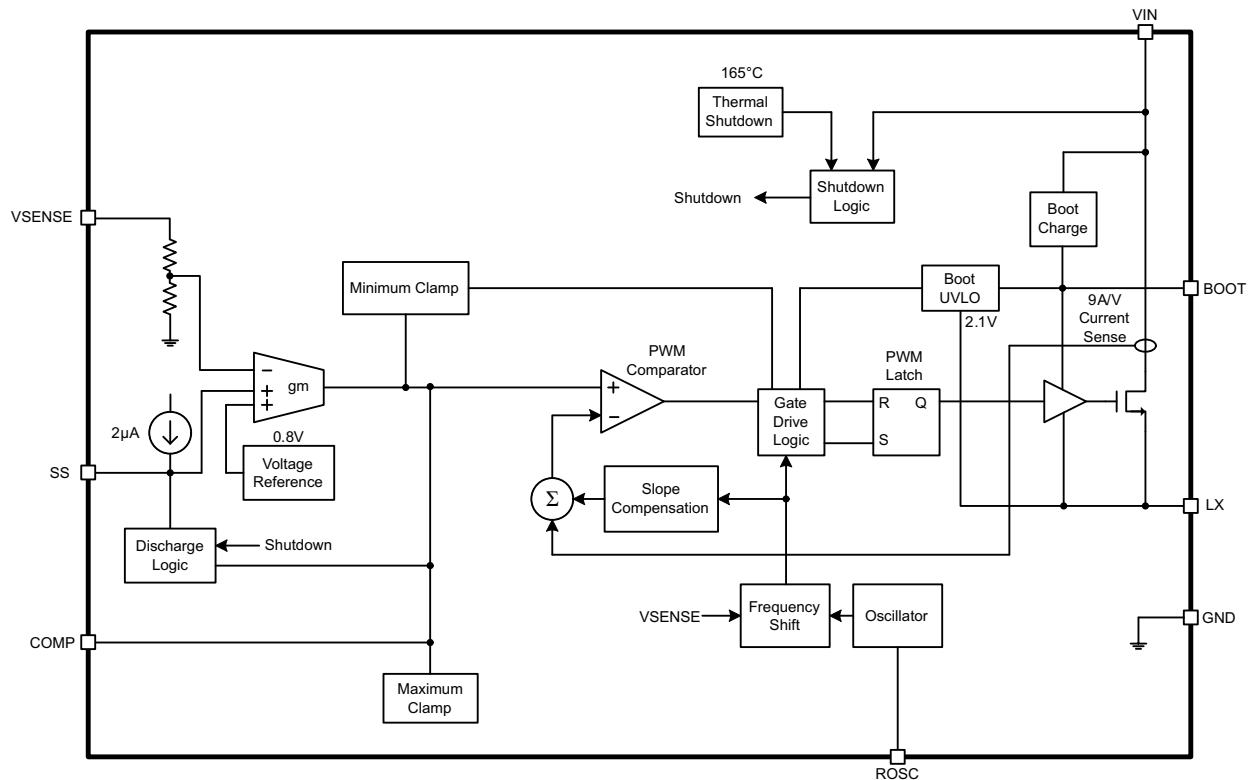 VIN
165°C
Thermal
Shutdown
Shutdown
Shutdown
Logic
Boot
Charge
VSENSE
Minimum Clamp
Boot
UVLO
2.1V
BOOT
9A/V
Current
Sense
PWM
Comparator
PWM
Latch
−
+
+
gm
+
−
Gate
Drive
Logic
R
Q
S
2µA
0.8V
Voltage
Reference
SS
Σ
Slope
Compensation
LX
Discharge
Logic
Shutdown
VSENSE
Frequency
Shift
Oscillator
GND
COMP
Maximum
Clamp
ROSC